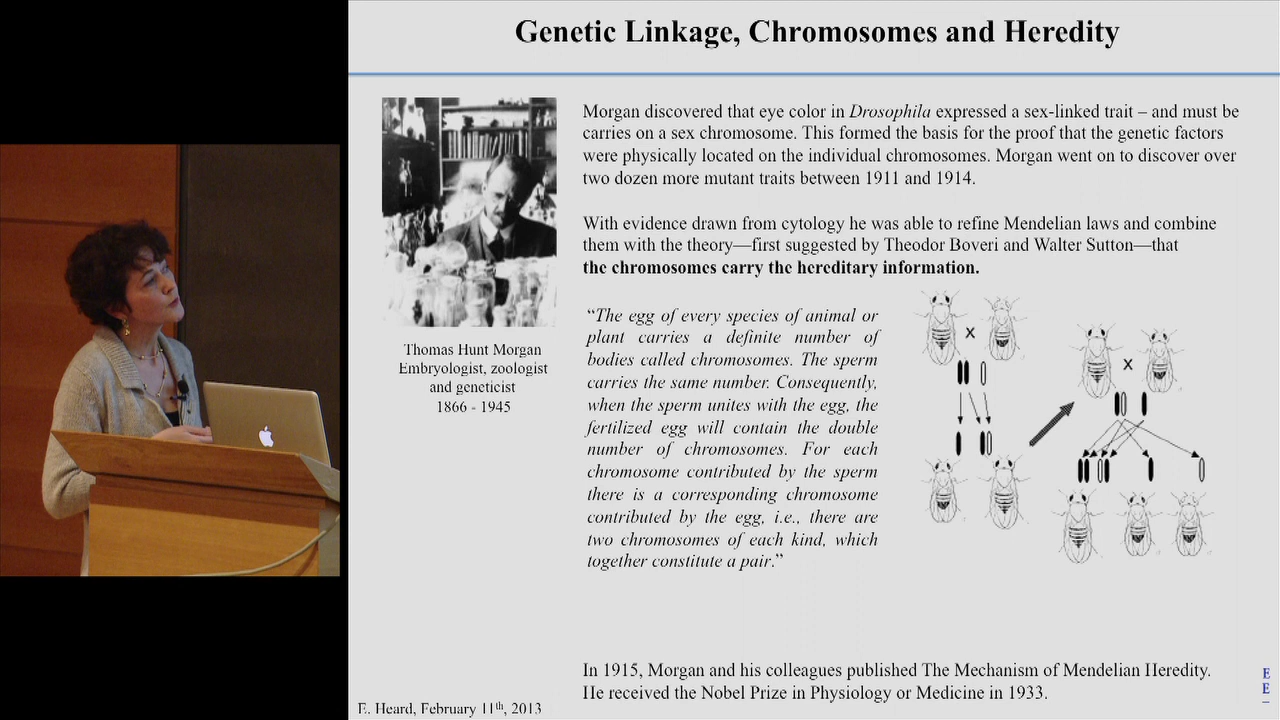 Genetic Linkage, Chromosomes and Heredity
Morgan discovered that eye color in Drosophila expressed a sex-linked trait – and must be
carries on a sex chromosome. This formed the basis for the proof that the genetic factors
were physically located on the individual chromosomes. Morgan went on to discover over
two dozen more mutant traits between 1911 and 1914.
With evidence drawn from cytology he was able to refine Mendelian laws and combine
them with the theory—first suggested by Theodor Boveri and Walter Sutton—that
the chromosomes carry the hereditary information.
Thomas Hunt Morgan
Embryologist, zoologist
and geneticist
1866 - 1945
“The egg of every species of animal or
plant carries a definite number of
bodies called chromosomes. The sperm
carries the same number. Consequently,
when the sperm unites with the egg, the
fertilized egg will contain the double
number of chromosomes. For each
chromosome contributed by the sperm
there is a corresponding chromosome
contributed by the egg, i.e., there are
two chromosomes of each kind, which
together constitute a pair.”
x
x
In 1915, Morgan and his colleagues published The Mechanism of Mendelian Heredity.
He received the Nobel Prize in Physiology or Medicine in 1933.
E. Heard, February 11th, 2013
E
E